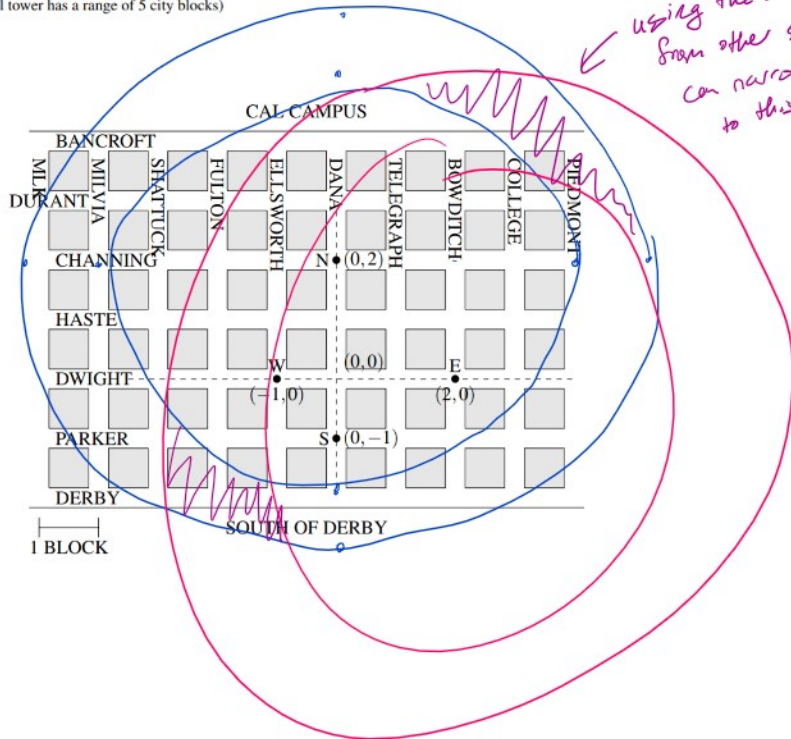 l tower has a range of 5 city blocks)
using the
from other
can narro
to this
CAL CAMPUS
BANCROFT
MLK
MILVIA
SHATTUCK
FULTON
ELLSWORTH
DANA
TELEGRAPH
BOWDITCH
COLLEGE
PIEDMONT
DURANT
CHANNING
N (0,2)
HASTE
(0,0)
DWIGHT
W
(−1,0)
E
(2,0)
PARKER
S (0,−1)
DERBY
SOUTH OF DERBY
1 BLOCK